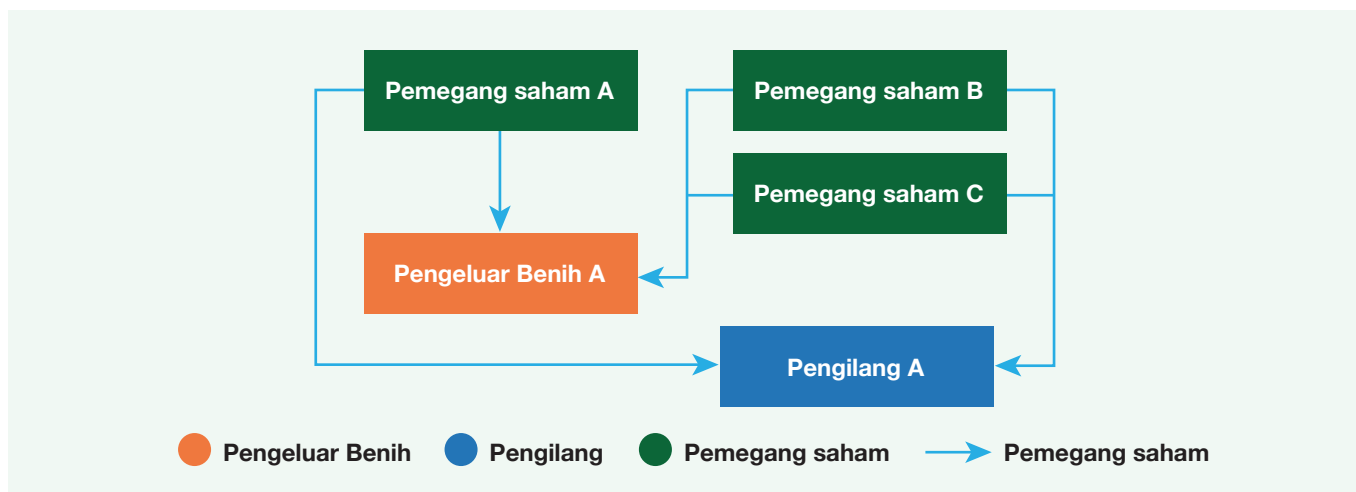 Pemegang saham A
Pemegang saham B
Pemegang saham C
Pengeluar Benih A
Pengilang A
Pengeluar Benih
Pengilang
Pemegang saham
Pemegang saham